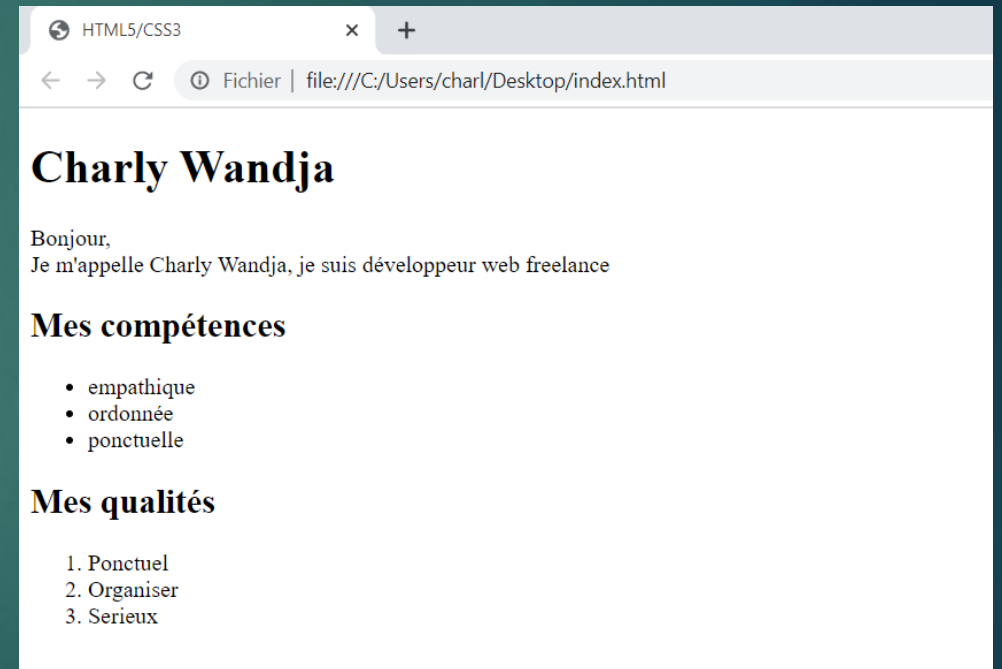 HTML5/CSS3
Fichier | file:///C:/Users/charl/Desktop/index.html
Charly Wandja
Bonjour,
Je m'appelle Charly Wandja, je suis développeur web freelance
Mes compétences
• empathique
• ordonnée
• ponctuelle
Mes qualités
1. Ponctuel
2. Organiser
3. Serieux